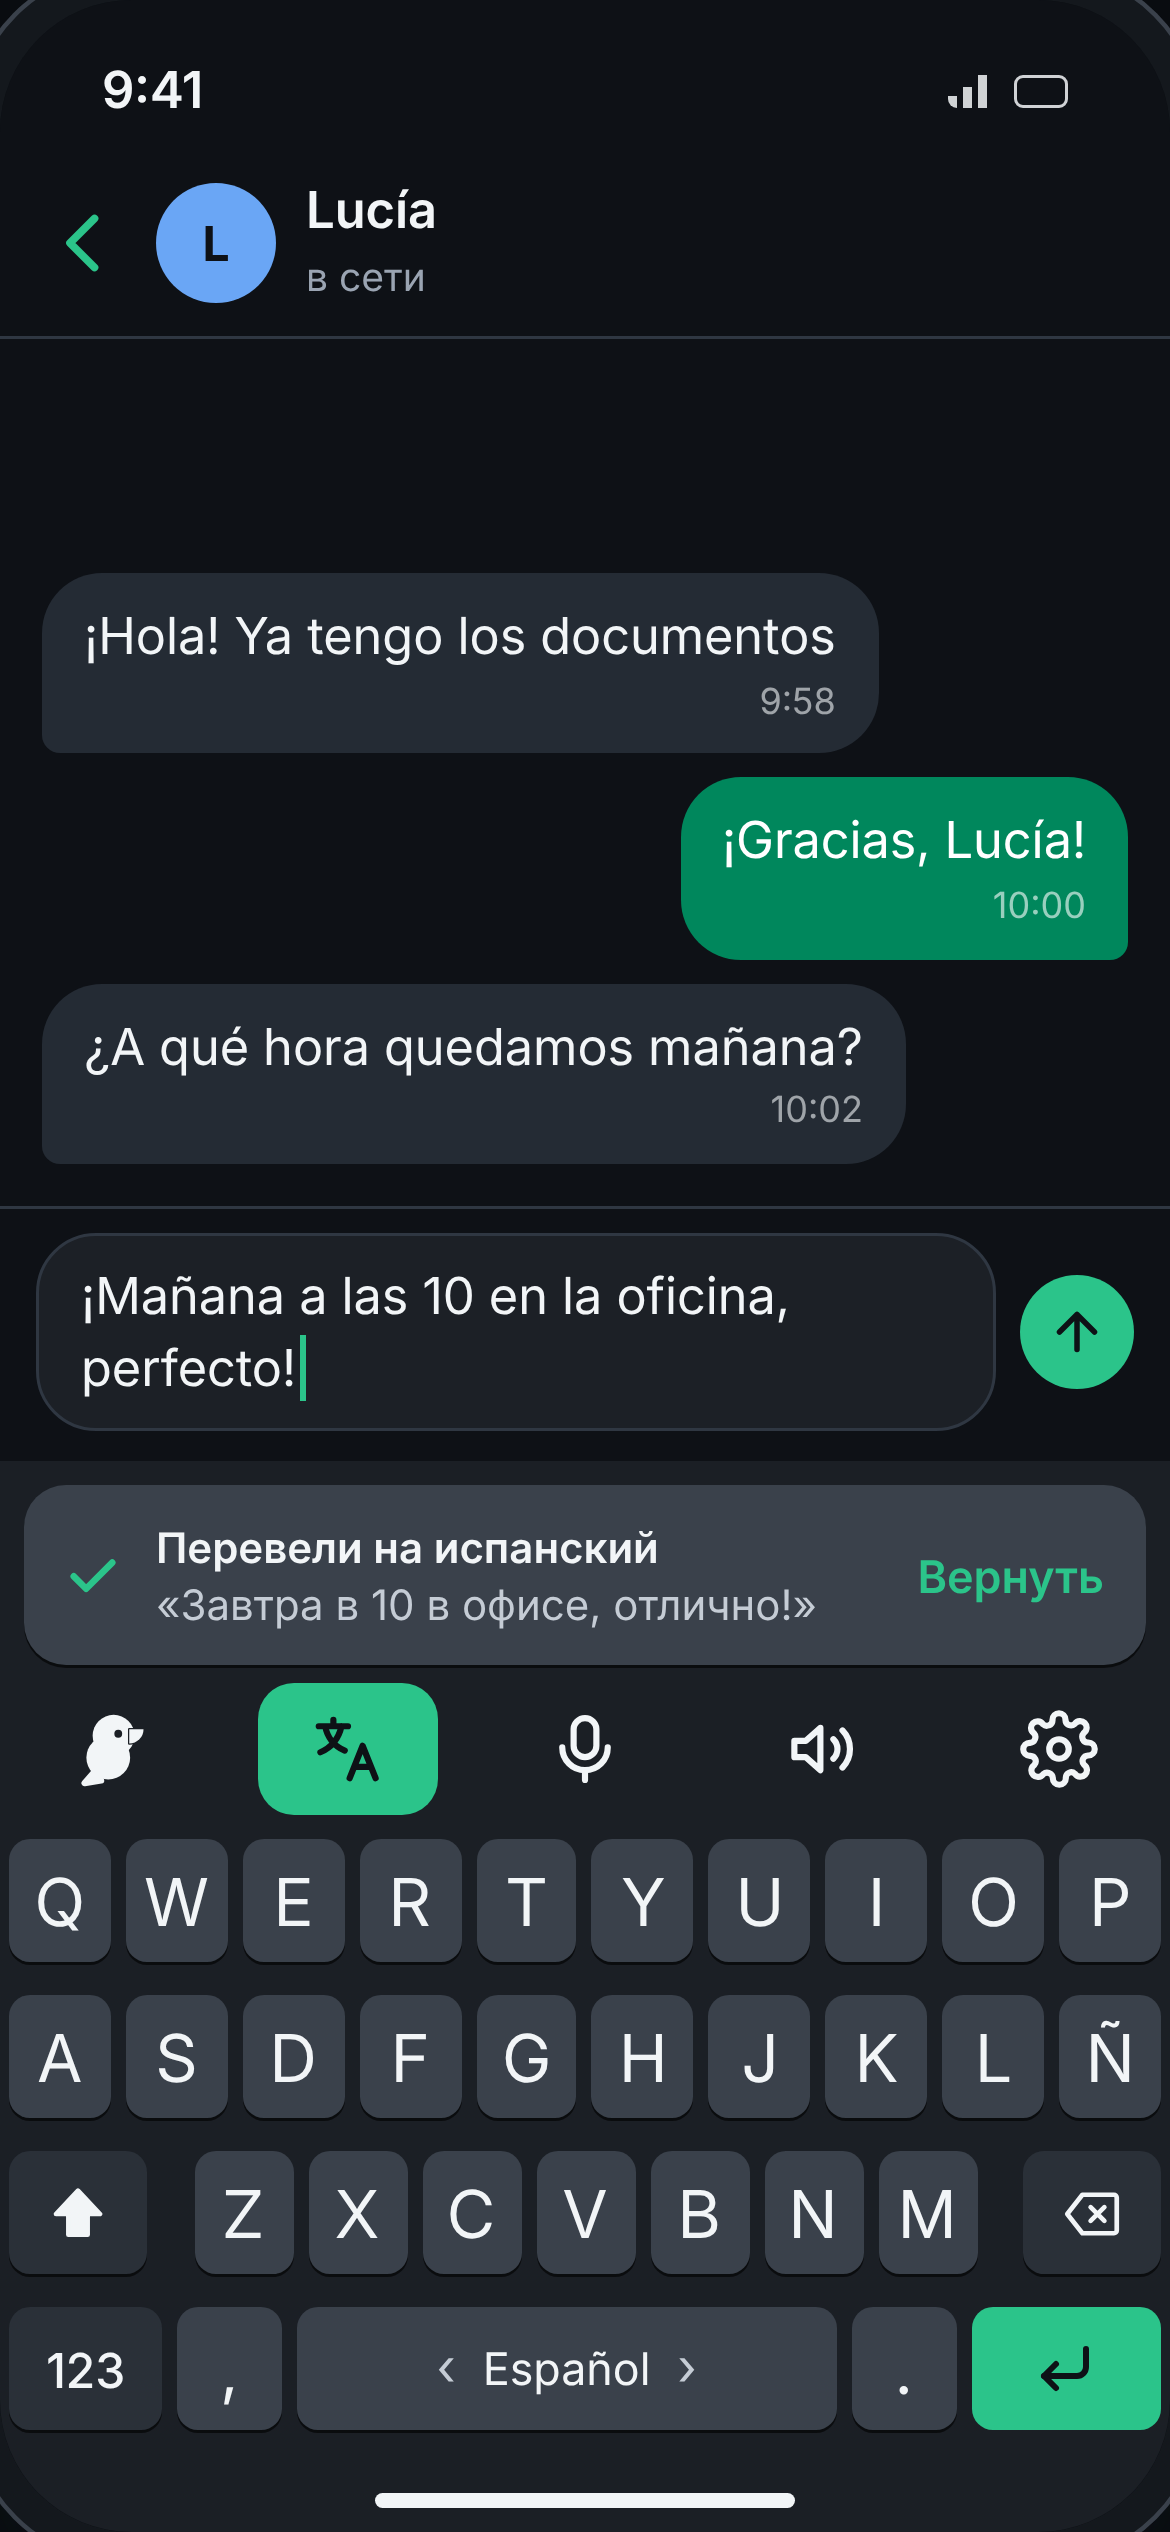 9:41
L
Lucía
в сети
¡Hola! Ya tengo los documentos
9:58
¡Gracias, Lucía!
10:00
¿A qué hora quedamos mañana?
10:02
¡Mañana a las 10 en la oficina,
perfecto!
Перевели на испанский
«Завтра в 10 в офисе, отлично!»
Вернуть
Q W E R T Y U I O P
A S D F G H J K L Ñ
Z X C V B N M
123 , ‹ Español › .